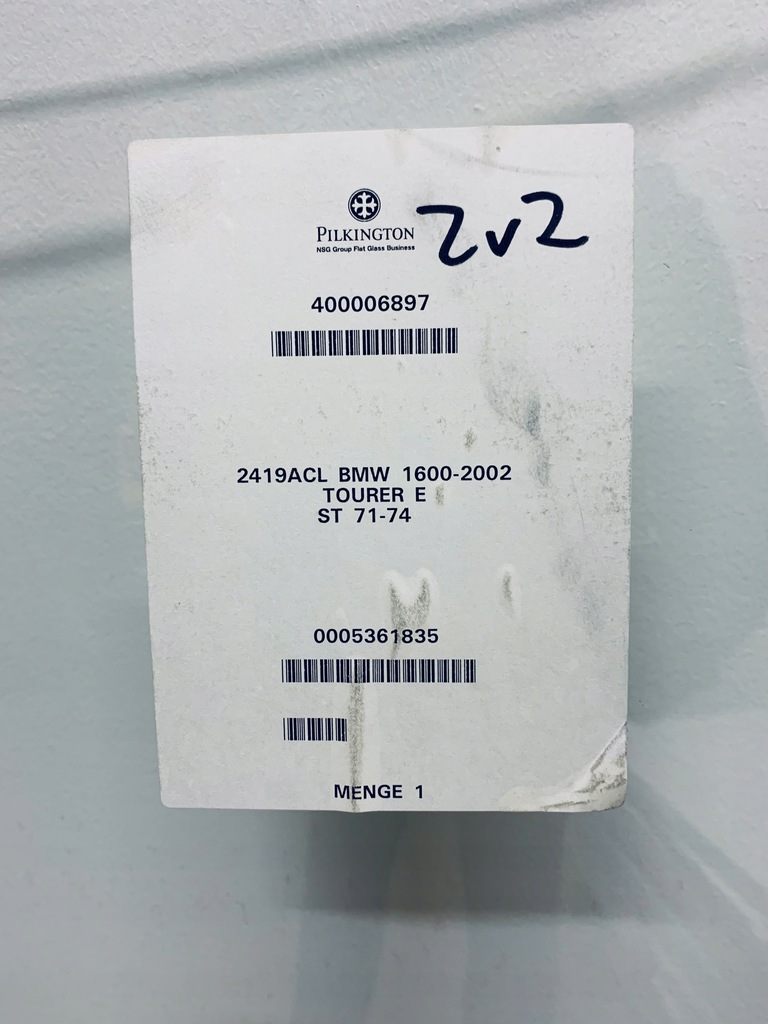 PILKINGTON
NSG Group Flat Glass Business
2v2
400006897
2419ACL BMW 1600-2002
TOURER E
ST 71-74
0005361835
MENGE 1